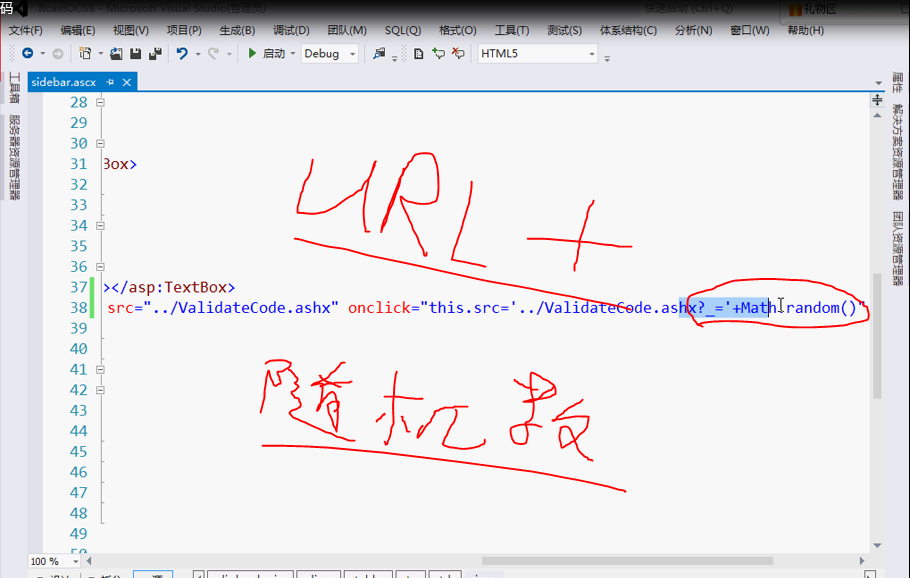 码
ItcastOCSS - Microsoft Visual Studio(管理员)
快速启动 (Ctrl+Q)
礼物区
文件(F) 编辑(E) 视图(V) 项目(P) 生成(B) 调试(D) 团队(M) SQL(Q) 格式(O) 工具(T) 测试(S) 体系结构(C) 分析(N) 窗口(W) 帮助(H)
启动 Debug HTML5
sidebar.ascx
工具箱
服务器资源管理器
属性
解决方案资源管理器
团队资源管理器
28
29
30
31 Box>
32
33
34
35
36
37 ></asp:TextBox>
38 src="../ValidateCode.ashx" onclick="this.src='../ValidateCode.ashx?_='+Math.random()"
39
40
41
42
43
44
45
46
47
48
49
50
URL +
随机数
100 %